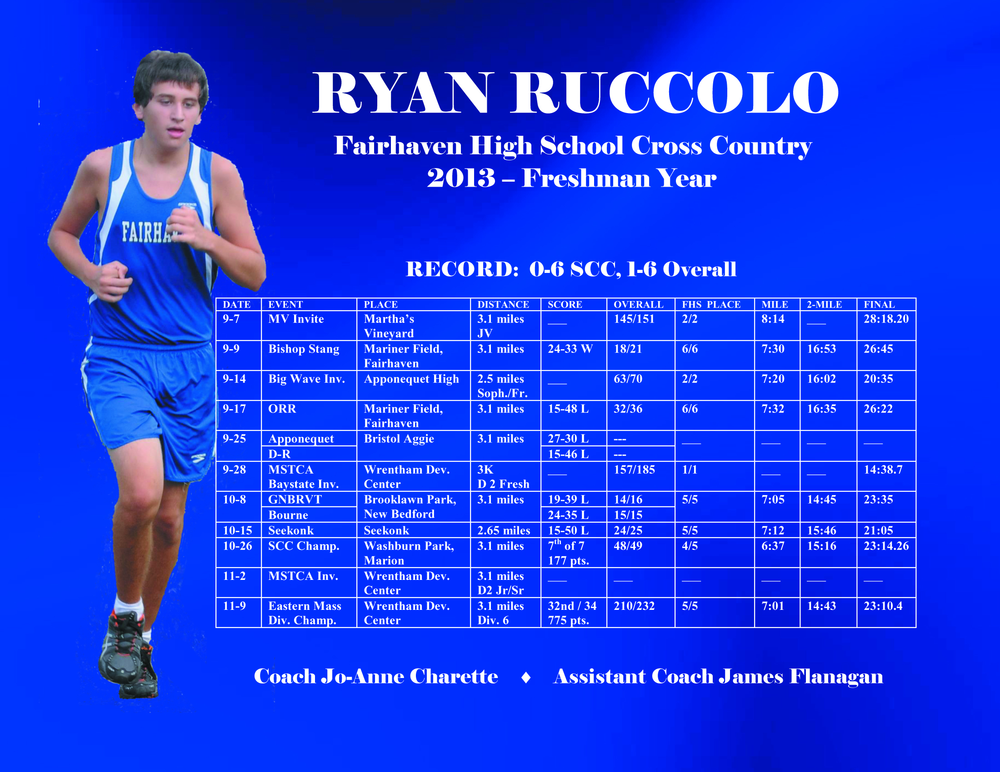 RYAN RUCCOLO
Fairhaven High School Cross Country
2013 – Freshman Year
BROOKS
FAIRHA
RECORD: 0-6 SCC, 1-6 Overall
DATE EVENT PLACE DISTANCE SCORE OVERALL FHS PLACE MILE 2-MILE FINAL
9-7 MV Invite Martha's 3.1 miles ___ 145/151 2/2 8:14 ___ 28:18.20
Vineyard JV
9-9 Bishop Stang Mariner Field, 3.1 miles 24-33 W 18/21 6/6 7:30 16:53 26:45
Fairhaven
9-14 Big Wave Inv. Apponequet High 2.5 miles ___ 63/70 2/2 7:20 16:02 20:35
Soph./Fr.
9-17 ORR Mariner Field, 3.1 miles 15-48 L 32/36 6/6 7:32 16:35 26:22
Fairhaven
9-25 Apponequet Bristol Aggie 3.1 miles 27-30 L --- ___ ___ ___ ___
D-R 15-46 L ---
9-28 MSTCA Wrentham Dev. 3K ___ 157/185 1/1 ___ ___ 14:38.7
Baystate Inv. Center D 2 Fresh
10-8 GNBRVT Brooklawn Park, 3.1 miles 19-39 L 14/16 5/5 7:05 14:45 23:35
Bourne New Bedford 24-35 L 15/15
10-15 Seekonk Seekonk 2.65 miles 15-50 L 24/25 5/5 7:12 15:46 21:05
10-26 SCC Champ. Washburn Park, 3.1 miles 7th of 7 48/49 4/5 6:37 15:16 23:14.26
Marion 177 pts.
11-2 MSTCA Inv. Wrentham Dev. 3.1 miles ___ ___ ___ ___ ___ ___
Center D2 Jr/Sr
11-9 Eastern Mass Wrentham Dev. 3.1 miles 32nd / 34 210/232 5/5 7:01 14:43 23:10.4
Div. Champ. Center Div. 6 775 pts.
Coach Jo-Anne Charette ♦ Assistant Coach James Flanagan